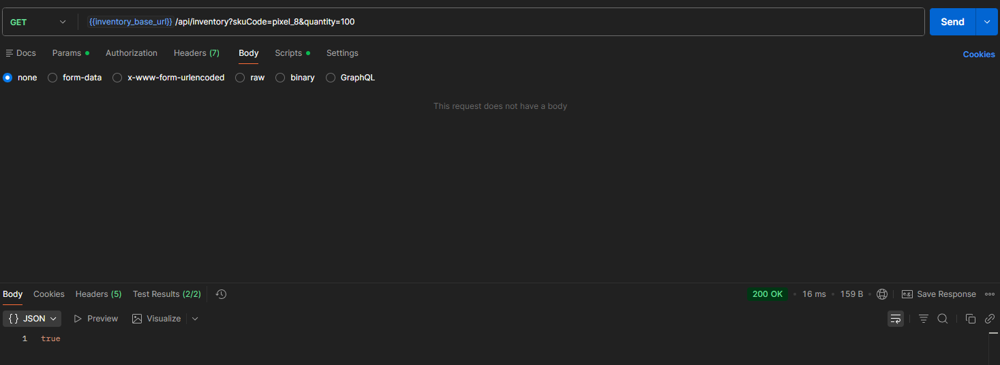 GET {{inventory_base_url}} /api/inventory?skuCode=pixel_8&quantity=100 Send
Docs Params Authorization Headers (7) Body Scripts Settings Cookies
none form-data x-www-form-urlencoded raw binary GraphQL
This request does not have a body
Body Cookies Headers (5) Test Results (2/2) 200 OK 16 ms 159 B e.g. Save Response
{} JSON Preview Visualize
1 true